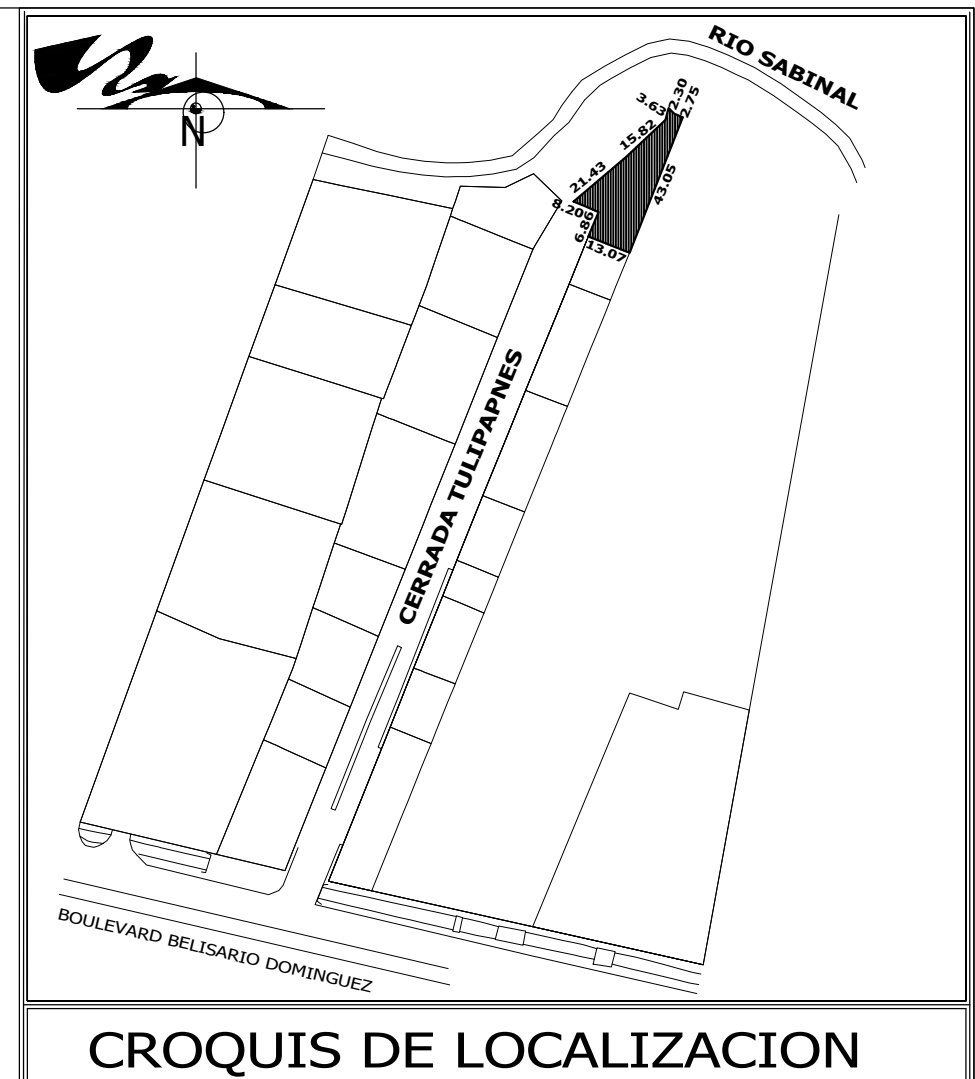 RIO SABINAL
N
2.30
3.63
2.75
15.82
21.43
43.05
8.20
6.86
13.07
CERRADA TULIPAPNES
BOULEVARD BELISARIO DOMINGUEZ
CROQUIS DE LOCALIZACION